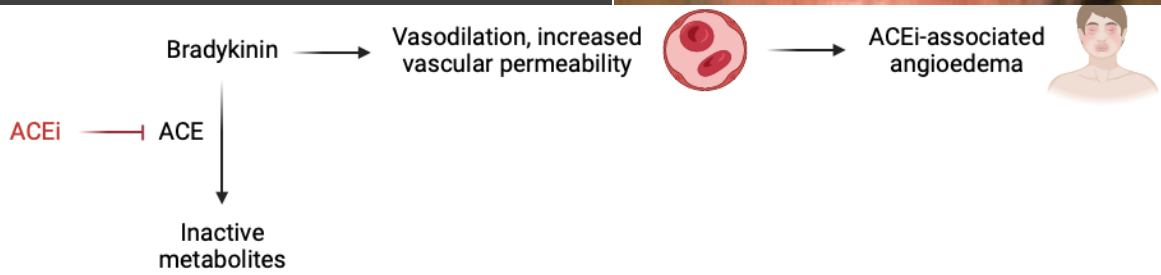 Bradykinin
Vasodilation, increased
vascular permeability
ACEi-associated
angioedema
ACEi
ACE
Inactive
metabolites